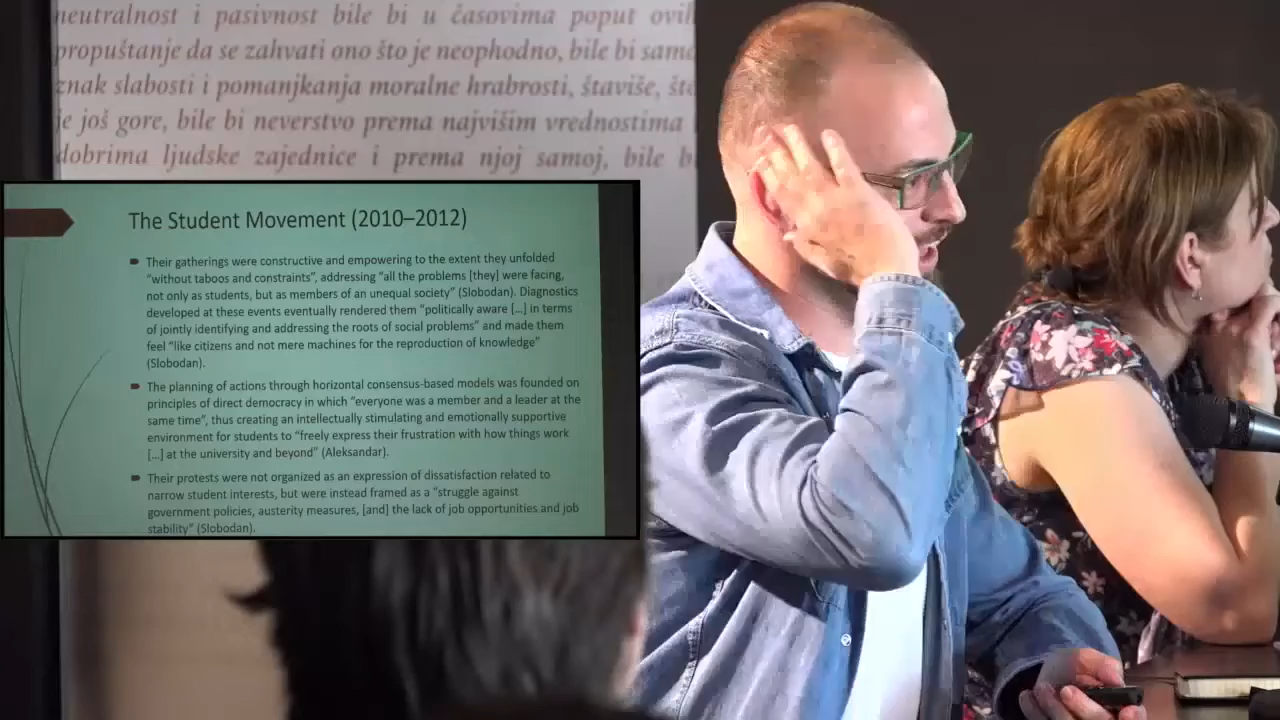 neutralnost i pasivnost bile bi u časovima poput
propuštanje da se zahvati ono što je neophodno, bile bi
znak slabosti i pomanjkanja moralne hrabrosti, štaviše,
je još gore, bile bi neverstvo prema najvišim vrednostima
dobrima ljudske zajednice i prema njoj samoj, bile
The Student Movement (2010–2012)
Their gatherings were constructive and empowering to the extent they unfolded
“without taboos and constraints”, addressing “all the problems [they] were facing,
not only as students, but as members of an unequal society” (Slobodan). Diagnostics
developed at these events eventually rendered them “politically aware [...] in terms
of jointly identifying and addressing the roots of social problems” and made them
feel “like citizens and not mere machines for the reproduction of knowledge”
(Slobodan).
The planning of actions through horizontal consensus-based models was founded on
principles of direct democracy in which “everyone was a member and a leader at the
same time”, thus creating an intellectually stimulating and emotionally supportive
environment for students to “freely express their frustration with how things work
[...] at the university and beyond” (Aleksandar).
Their protests were not organized as an expression of dissatisfaction related to
narrow student interests, but were instead framed as a “struggle against
government policies, austerity measures, [and] the lack of job opportunities and job
stability” (Slobodan).